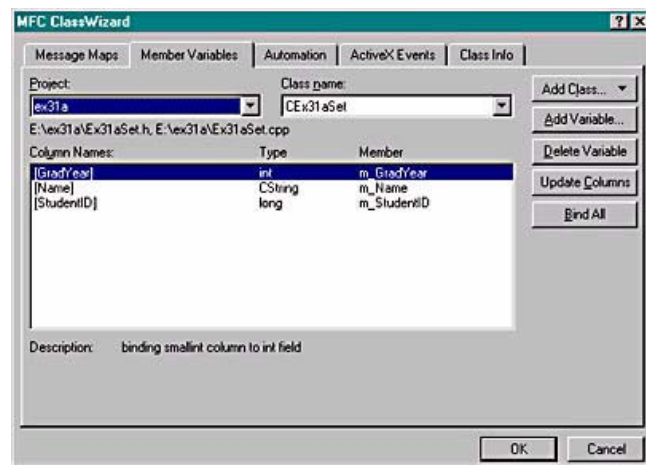 MFC ClassWizard
Message Maps Member Variables Automation ActiveX Events Class Info
Project: Class name:
ex31a CEx31aSet
E:\ex31a\Ex31aSet.h, E:\ex31a\Ex31aSet.cpp
Column Names: Type Member
[GradYear] int m_GradYear
[Name] CString m_Name
[StudentID] long m_StudentID
Add Class...
Add Variable...
Delete Variable
Update Columns
Bind All
Description: binding smallint column to int field
OK Cancel